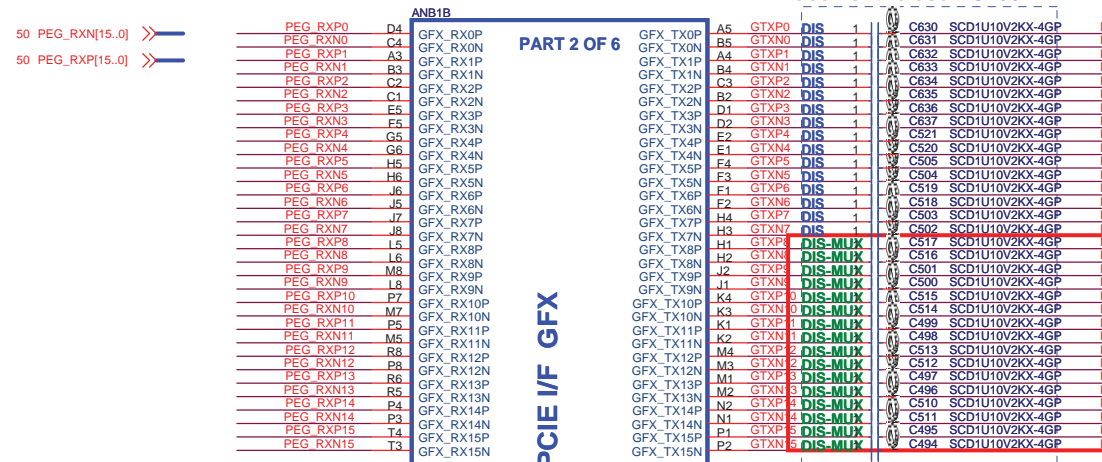 ANB1B
50 PEG_RXN[15..0]
50 PEG_RXP[15..0]
PART 2 OF 6
PCIE I/F GFX
PEG_RXP0 D4 GFX_RX0P GFX_TX0P A5 GTXP0 DIS 1 C630 SCD1U10V2KX-4GP
PEG_RXN0 C4 GFX_RX0N GFX_TX0N B5 GTXN0 DIS 1 C631 SCD1U10V2KX-4GP
PEG_RXP1 A3 GFX_RX1P GFX_TX1P A4 GTXP1 DIS 1 C632 SCD1U10V2KX-4GP
PEG_RXN1 B3 GFX_RX1N GFX_TX1N B4 GTXN1 DIS 1 C633 SCD1U10V2KX-4GP
PEG_RXP2 C2 GFX_RX2P GFX_TX2P C3 GTXP2 DIS 1 C634 SCD1U10V2KX-4GP
PEG_RXN2 C1 GFX_RX2N GFX_TX2N B2 GTXN2 DIS 1 C635 SCD1U10V2KX-4GP
PEG_RXP3 E5 GFX_RX3P GFX_TX3P D1 GTXP3 DIS 1 C636 SCD1U10V2KX-4GP
PEG_RXN3 F5 GFX_RX3N GFX_TX3N D2 GTXN3 DIS 1 C637 SCD1U10V2KX-4GP
PEG_RXP4 G5 GFX_RX4P GFX_TX4P E2 GTXP4 DIS 1 C521 SCD1U10V2KX-4GP
PEG_RXN4 G6 GFX_RX4N GFX_TX4N E1 GTXN4 DIS 1 C520 SCD1U10V2KX-4GP
PEG_RXP5 H5 GFX_RX5P GFX_TX5P F4 GTXP5 DIS 1 C505 SCD1U10V2KX-4GP
PEG_RXN5 H6 GFX_RX5N GFX_TX5N F3 GTXN5 DIS 1 C504 SCD1U10V2KX-4GP
PEG_RXP6 J6 GFX_RX6P GFX_TX6P F1 GTXP6 DIS 1 C519 SCD1U10V2KX-4GP
PEG_RXN6 J5 GFX_RX6N GFX_TX6N F2 GTXN6 DIS 1 C518 SCD1U10V2KX-4GP
PEG_RXP7 J7 GFX_RX7P GFX_TX7P H4 GTXP7 DIS 1 C503 SCD1U10V2KX-4GP
PEG_RXN7 J8 GFX_RX7N GFX_TX7N H3 GTXN7 DIS 1 C502 SCD1U10V2KX-4GP
PEG_RXP8 L5 GFX_RX8P GFX_TX8P H1 GTXP8 DIS-MUX C517 SCD1U10V2KX-4GP
PEG_RXN8 L6 GFX_RX8N GFX_TX8N H2 GTXN8 DIS-MUX C516 SCD1U10V2KX-4GP
PEG_RXP9 M8 GFX_RX9P GFX_TX9P J2 GTXP9 DIS-MUX C501 SCD1U10V2KX-4GP
PEG_RXN9 L8 GFX_RX9N GFX_TX9N J1 GTXN9 DIS-MUX C500 SCD1U10V2KX-4GP
PEG_RXP10 P7 GFX_RX10P GFX_TX10P K4 GTXP10 DIS-MUX C515 SCD1U10V2KX-4GP
PEG_RXN10 M7 GFX_RX10N GFX_TX10N K3 GTXN10 DIS-MUX C514 SCD1U10V2KX-4GP
PEG_RXP11 P5 GFX_RX11P GFX_TX11P K1 GTXP11 DIS-MUX C499 SCD1U10V2KX-4GP
PEG_RXN11 M5 GFX_RX11N GFX_TX11N K2 GTXN11 DIS-MUX C498 SCD1U10V2KX-4GP
PEG_RXP12 R8 GFX_RX12P GFX_TX12P M4 GTXP12 DIS-MUX C513 SCD1U10V2KX-4GP
PEG_RXN12 P8 GFX_RX12N GFX_TX12N M3 GTXN12 DIS-MUX C512 SCD1U10V2KX-4GP
PEG_RXP13 R6 GFX_RX13P GFX_TX13P M1 GTXP13 DIS-MUX C497 SCD1U10V2KX-4GP
PEG_RXN13 R5 GFX_RX13N GFX_TX13N M2 GTXN13 DIS-MUX C496 SCD1U10V2KX-4GP
PEG_RXP14 P4 GFX_RX14P GFX_TX14P N2 GTXP14 DIS-MUX C510 SCD1U10V2KX-4GP
PEG_RXN14 P3 GFX_RX14N GFX_TX14N N1 GTXN14 DIS-MUX C511 SCD1U10V2KX-4GP
PEG_RXP15 T4 GFX_RX15P GFX_TX15P P1 GTXP15 DIS-MUX C495 SCD1U10V2KX-4GP
PEG_RXN15 T3 GFX_RX15N GFX_TX15N P2 GTXN15 DIS-MUX C494 SCD1U10V2KX-4GP